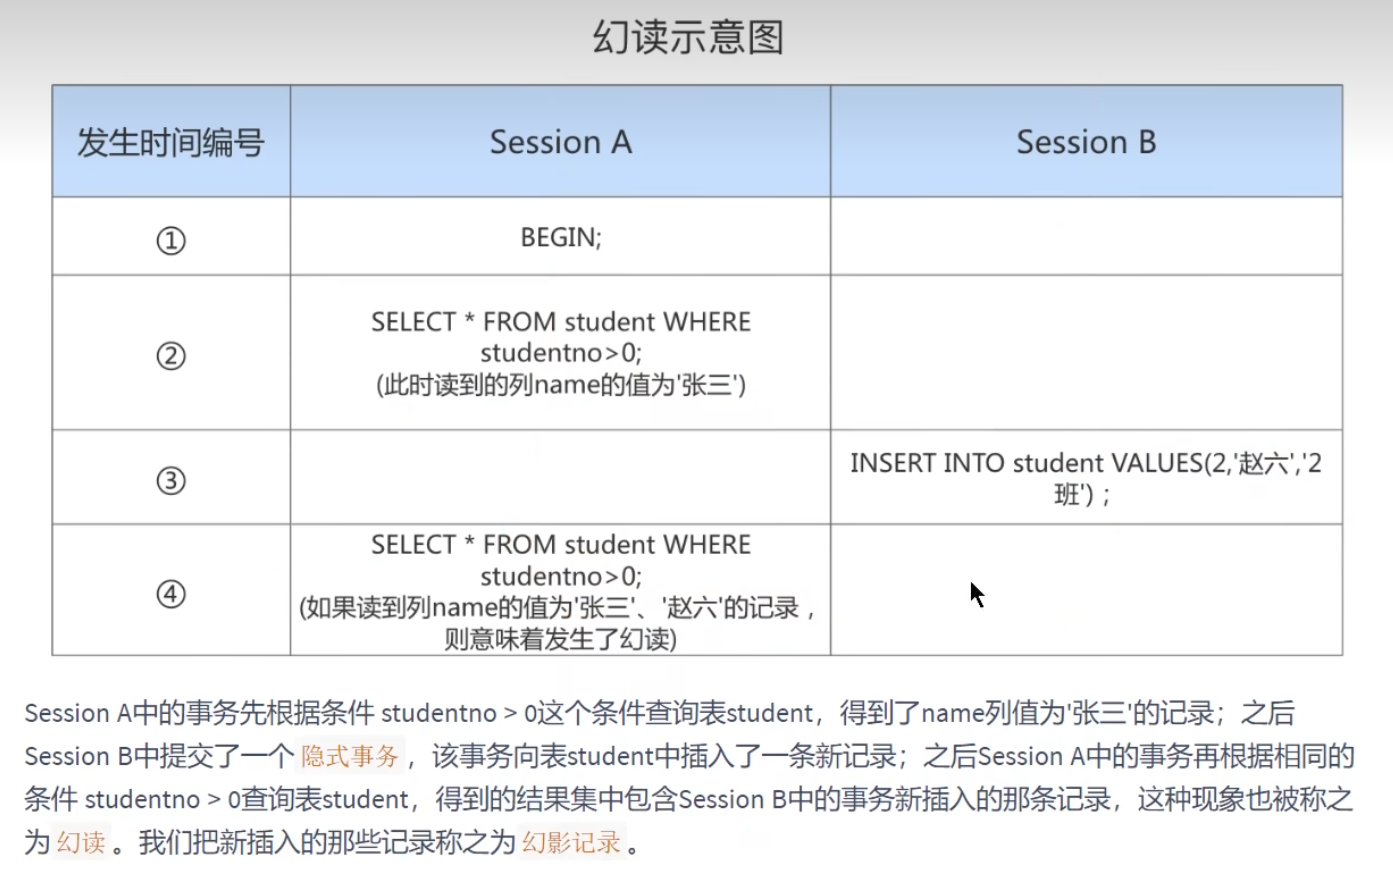 幻读示意图
发生时间编号
Session A
Session B
①
BEGIN;
②
SELECT * FROM student WHERE
studentno>0;
(此时读到的列name的值为'张三')
③
INSERT INTO student VALUES(2,'赵六','2
班') ;
④
SELECT * FROM student WHERE
studentno>0;
(如果读到列name的值为'张三'、'赵六'的记录，
则意味着发生了幻读)
Session A中的事务先根据条件 studentno > 0这个条件查询表student，得到了name列值为'张三'的记录；之后
Session B中提交了一个 隐式事务 ，该事务向表student中插入了一条新记录；之后Session A中的事务再根据相同的
条件 studentno > 0查询表student，得到的结果集中包含Session B中的事务新插入的那条记录，这种现象也被称之
为 幻读 。我们把新插入的那些记录称之为 幻影记录 。